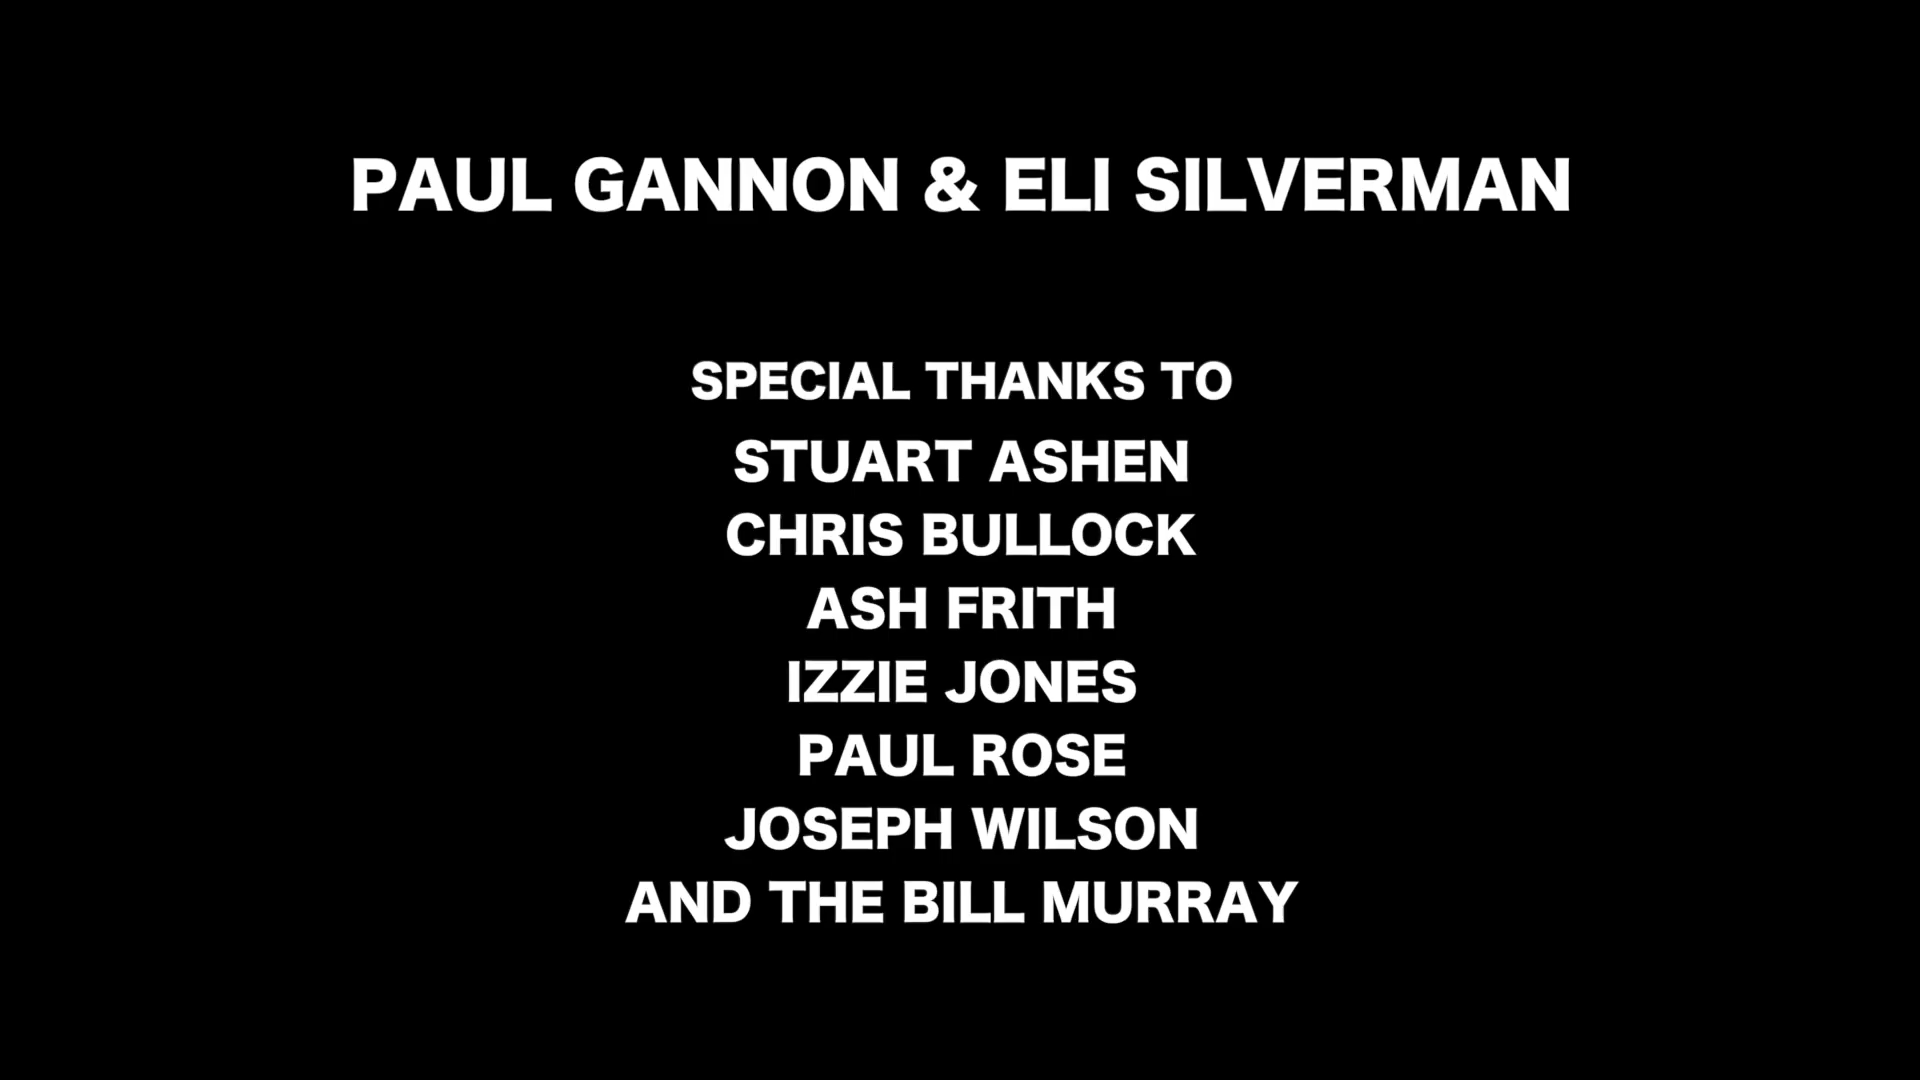 PAUL GANNON & ELI SILVERMAN
SPECIAL THANKS TO
STUART ASHEN
CHRIS BULLOCK
ASH FRITH
IZZIE JONES
PAUL ROSE
JOSEPH WILSON
AND THE BILL MURRAY